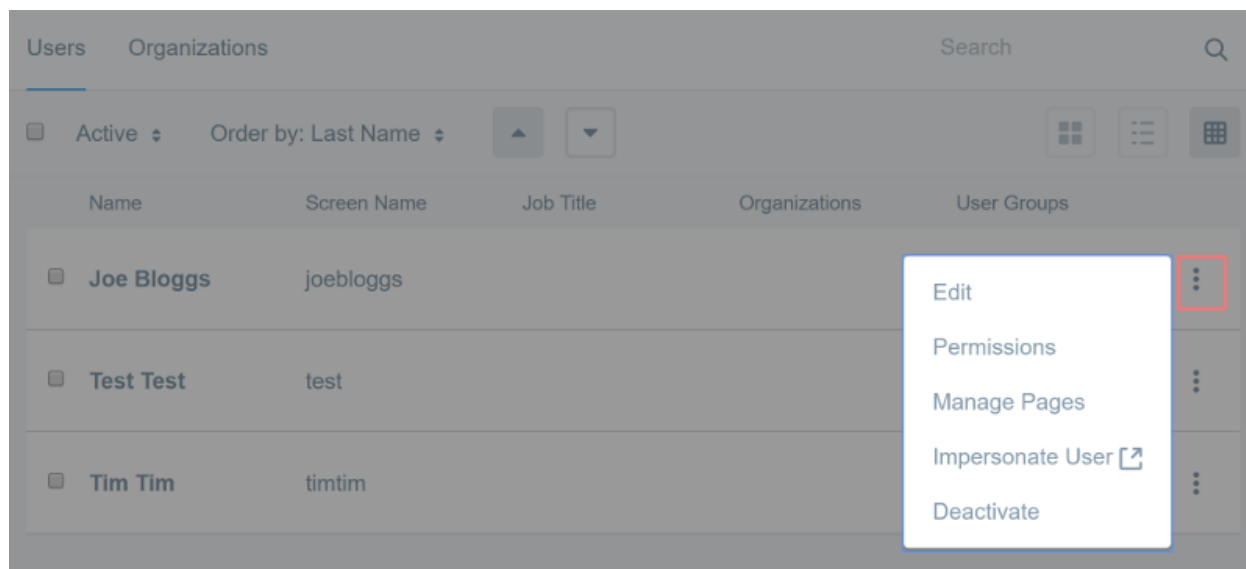 Users Organizations Search
Active Order by: Last Name
Name Screen Name Job Title Organizations User Groups
Joe Bloggs joebloggs
Test Test test
Tim Tim timtim
Edit
Permissions
Manage Pages
Impersonate User
Deactivate